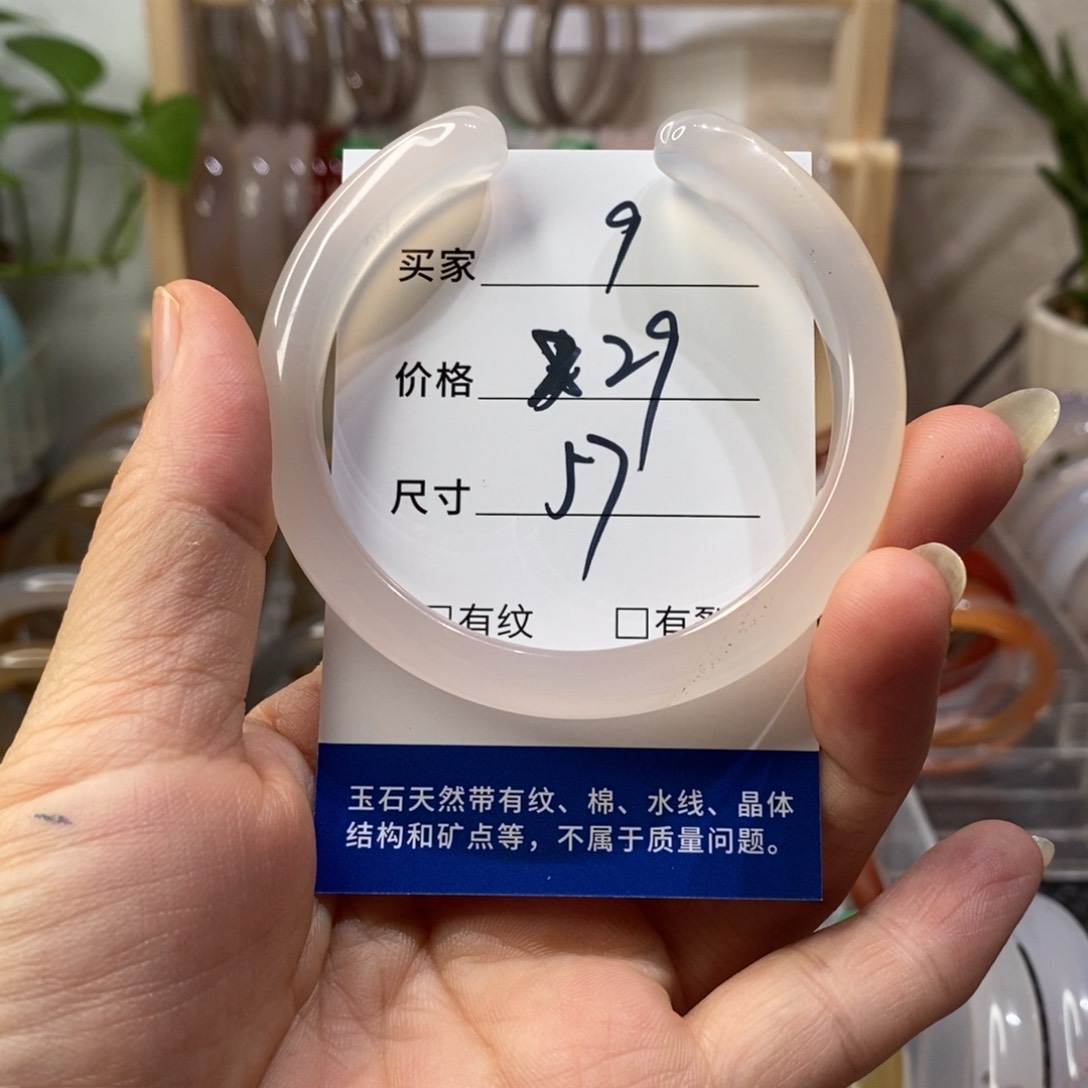 买家 9
价格 29
尺寸 57
□有纹 □有裂
玉石天然带有纹、棉、水线、晶体
结构和矿点等，不属于质量问题。